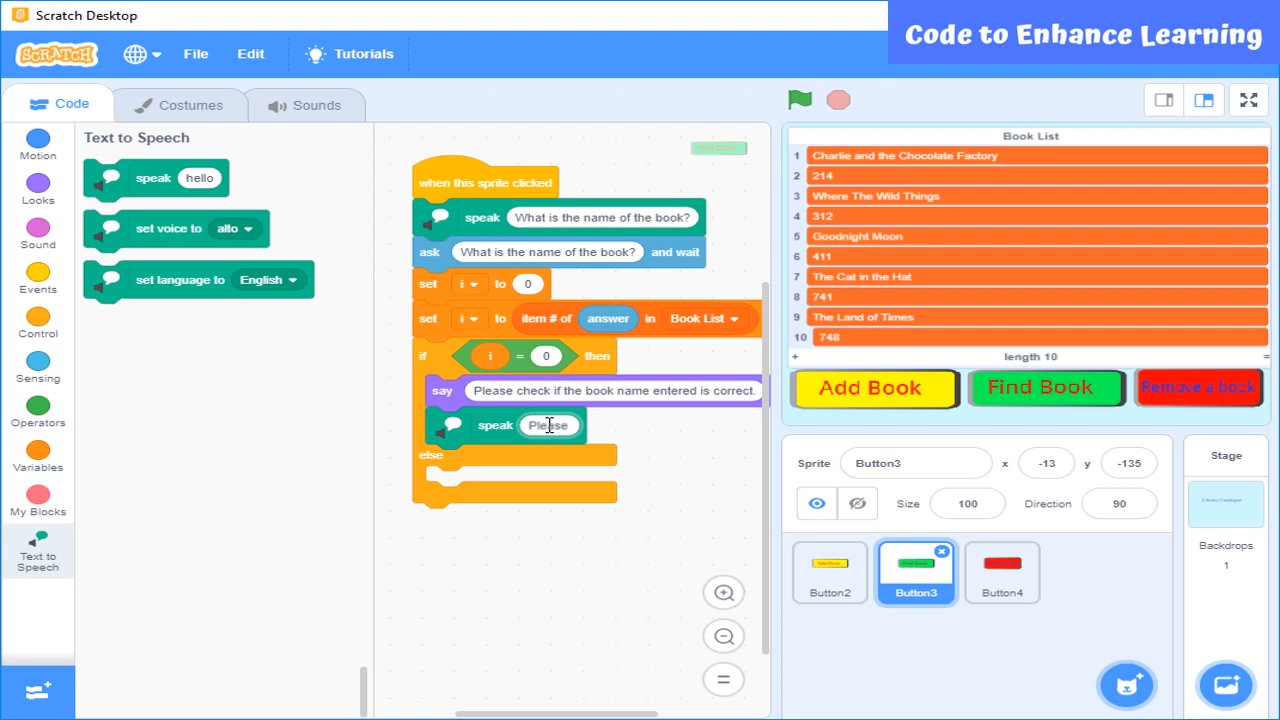 Scratch Desktop
Code to Enhance Learning
SCRATCH File Edit Tutorials
Code Costumes Sounds
Motion
Looks
Sound
Events
Control
Sensing
Operators
Variables
My Blocks
Text to
Speech
Text to Speech
speak hello
set voice to alto
set language to English
Find Book
when this sprite clicked
speak What is the name of the book?
ask What is the name of the book? and wait
set i to 0
set i to item # of answer in Book List
if i = 0 then
say Please check if the book name entered is correct.
speak Please
else
Book List
1 Charlie and the Chocolate Factory
2 214
3 Where The Wild Things
4 312
5 Goodnight Moon
6 411
7 The Cat in the Hat
8 741
9 The Land of Times
10 748
+ length 10 =
Add Book Find Book Remove a book
Sprite Button3 x -13 y -135
Size 100 Direction 90
Button2 Button3 Button4
Stage
Library Catalogue
Backdrops
1